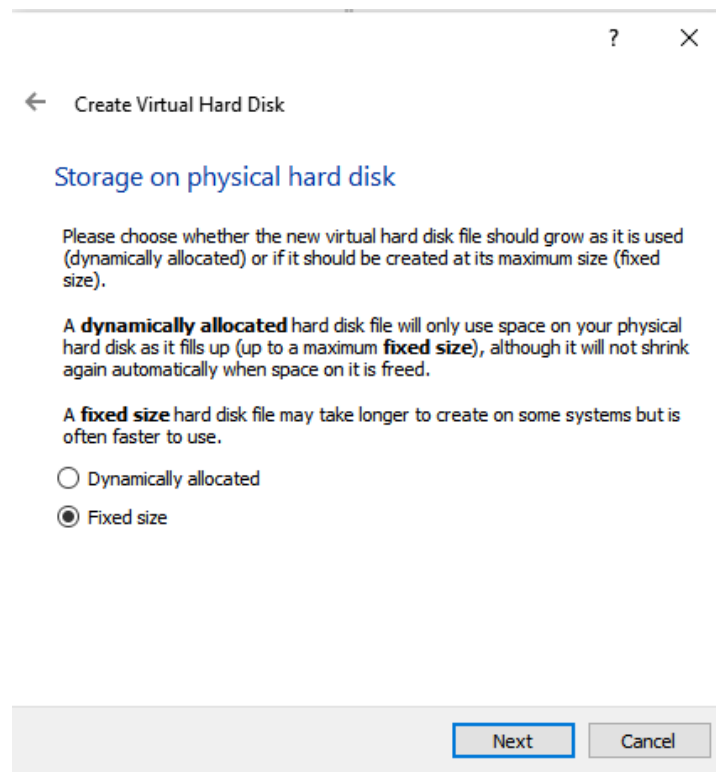 Create Virtual Hard Disk
Storage on physical hard disk
Please choose whether the new virtual hard disk file should grow as it is used
(dynamically allocated) or if it should be created at its maximum size (fixed
size).
A dynamically allocated hard disk file will only use space on your physical
hard disk as it fills up (up to a maximum fixed size), although it will not shrink
again automatically when space on it is freed.
A fixed size hard disk file may take longer to create on some systems but is
often faster to use.
Dynamically allocated
Fixed size
Next Cancel